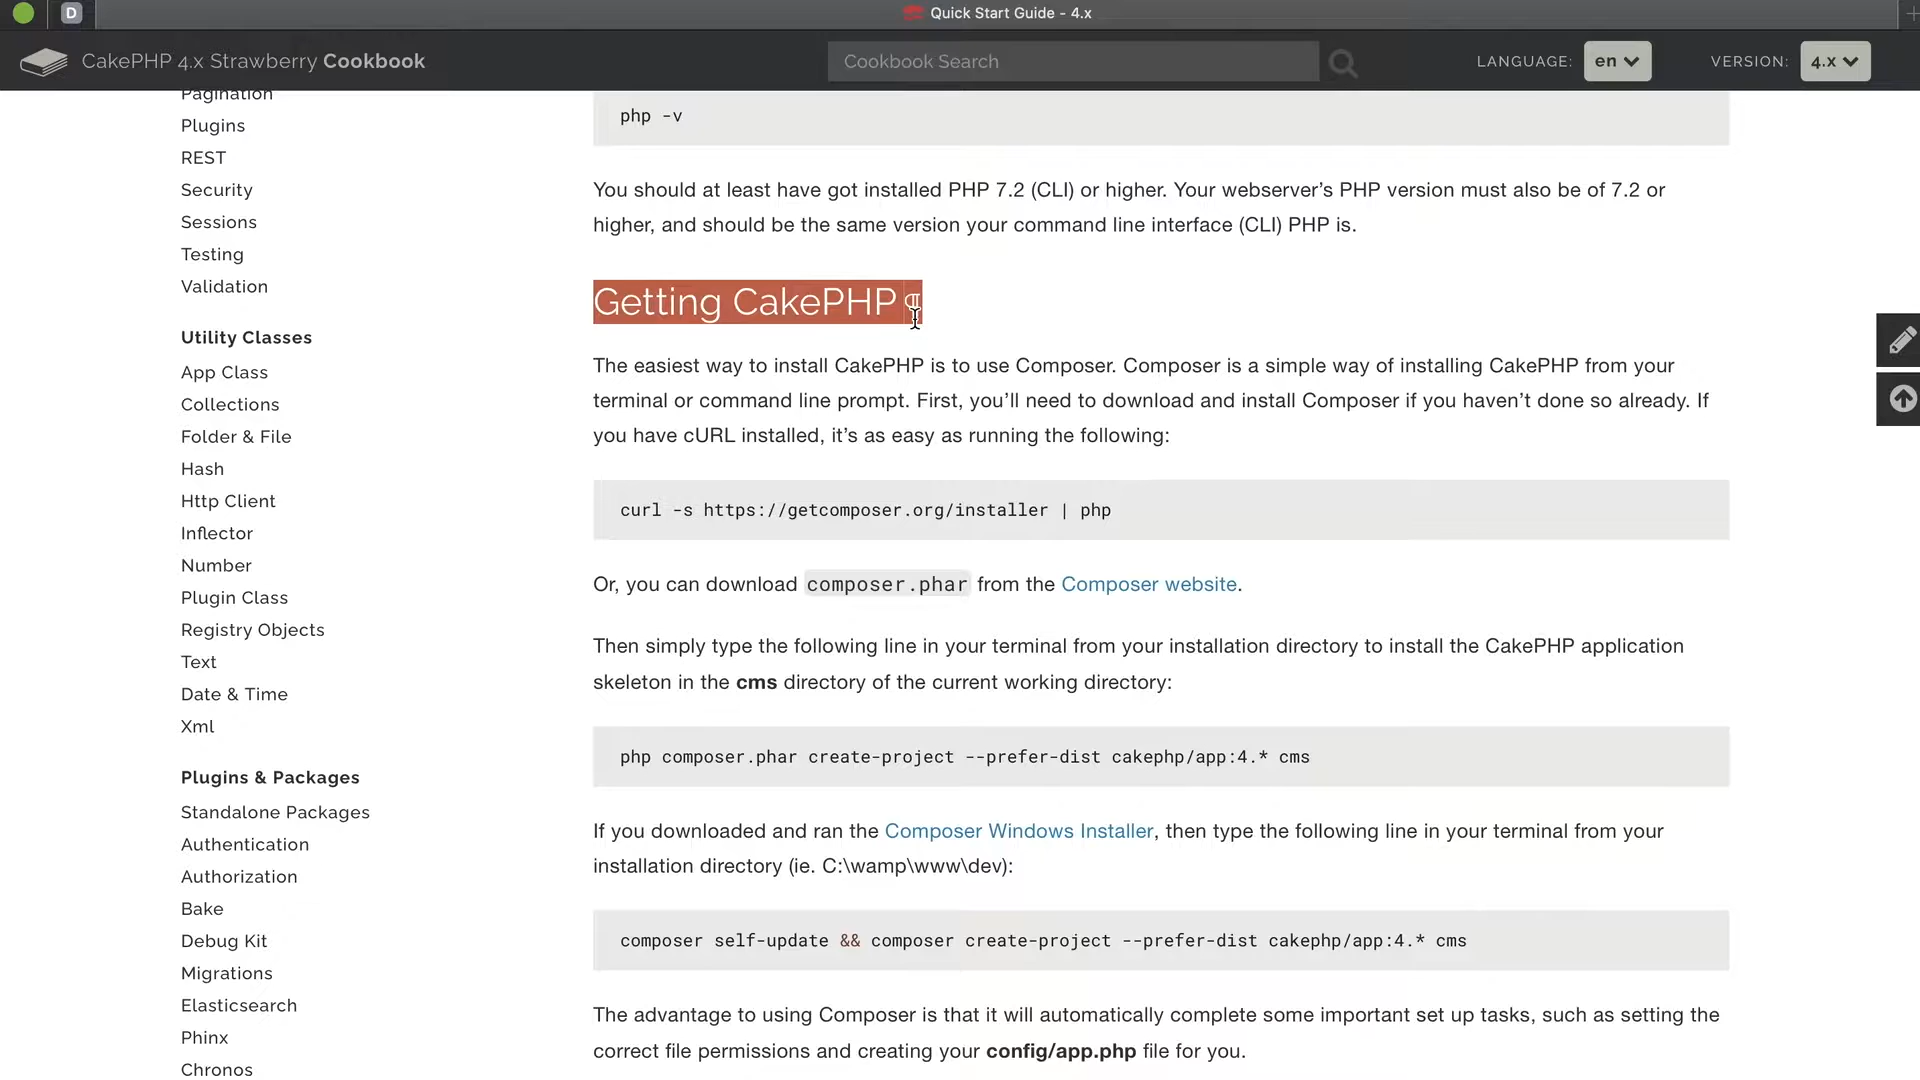 D
Quick Start Guide - 4.x
CakePHP 4.x Strawberry Cookbook
Cookbook Search
LANGUAGE:
en
VERSION:
4.x
Pagination
Plugins
REST
Security
Sessions
Testing
Validation
Utility Classes
App Class
Collections
Folder & File
Hash
Http Client
Inflector
Number
Plugin Class
Registry Objects
Text
Date & Time
Xml
Plugins & Packages
Standalone Packages
Authentication
Authorization
Bake
Debug Kit
Migrations
Elasticsearch
Phinx
Chronos
php -v
You should at least have got installed PHP 7.2 (CLI) or higher. Your webserver’s PHP version must also be of 7.2 or
higher, and should be the same version your command line interface (CLI) PHP is.
Getting CakePHP ¶
The easiest way to install CakePHP is to use Composer. Composer is a simple way of installing CakePHP from your
terminal or command line prompt. First, you’ll need to download and install Composer if you haven’t done so already. If
you have cURL installed, it’s as easy as running the following:
curl -s https://getcomposer.org/installer | php
Or, you can download composer.phar from the Composer website.
Then simply type the following line in your terminal from your installation directory to install the CakePHP application
skeleton in the cms directory of the current working directory:
php composer.phar create-project --prefer-dist cakephp/app:4.* cms
If you downloaded and ran the Composer Windows Installer, then type the following line in your terminal from your
installation directory (ie. C:\wamp\www\dev):
composer self-update && composer create-project --prefer-dist cakephp/app:4.* cms
The advantage to using Composer is that it will automatically complete some important set up tasks, such as setting the
correct file permissions and creating your config/app.php file for you.